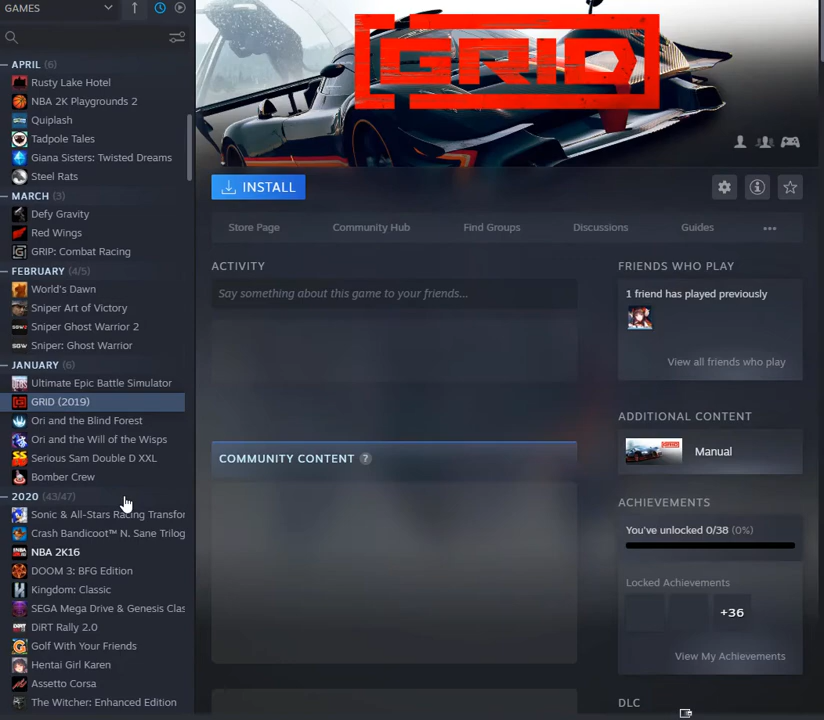 GAMES
APRIL (6)
Rusty Lake Hotel
NBA 2K Playgrounds 2
Quiplash
Tadpole Tales
Giana Sisters: Twisted Dreams
Steel Rats
MARCH (3)
Defy Gravity
Red Wings
GRIP: Combat Racing
FEBRUARY (4/5)
World's Dawn
Sniper Art of Victory
Sniper Ghost Warrior 2
Sniper: Ghost Warrior
JANUARY (6)
Ultimate Epic Battle Simulator
GRID (2019)
Ori and the Blind Forest
Ori and the Will of the Wisps
Serious Sam Double D XXL
Bomber Crew
2020 (43/47)
Sonic & All-Stars Racing Transfor
Crash Bandicoot™ N. Sane Trilog
NBA 2K16
DOOM 3: BFG Edition
Kingdom: Classic
SEGA Mega Drive & Genesis Clas
DiRT Rally 2.0
Golf With Your Friends
Hentai Girl Karen
Assetto Corsa
The Witcher: Enhanced Edition
GRID
INSTALL
Store Page
Community Hub
Find Groups
Discussions
Guides
ACTIVITY
Say something about this game to your friends...
COMMUNITY CONTENT ?
FRIENDS WHO PLAY
1 friend has played previously
View all friends who play
ADDITIONAL CONTENT
GRID
Manual
ACHIEVEMENTS
You've unlocked 0/38 (0%)
Locked Achievements
+36
View My Achievements
DLC